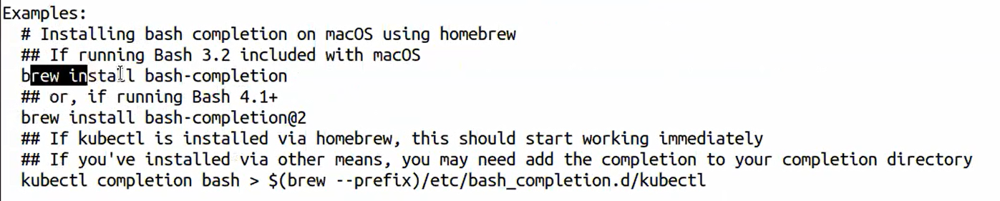 Examples:
# Installing bash completion on macOS using homebrew
## If running Bash 3.2 included with macOS
brew install bash-completion
## or, if running Bash 4.1+
brew install bash-completion@2
## If kubectl is installed via homebrew, this should start working immediately
## If you've installed via other means, you may need add the completion to your completion directory
kubectl completion bash > $(brew --prefix)/etc/bash_completion.d/kubectl